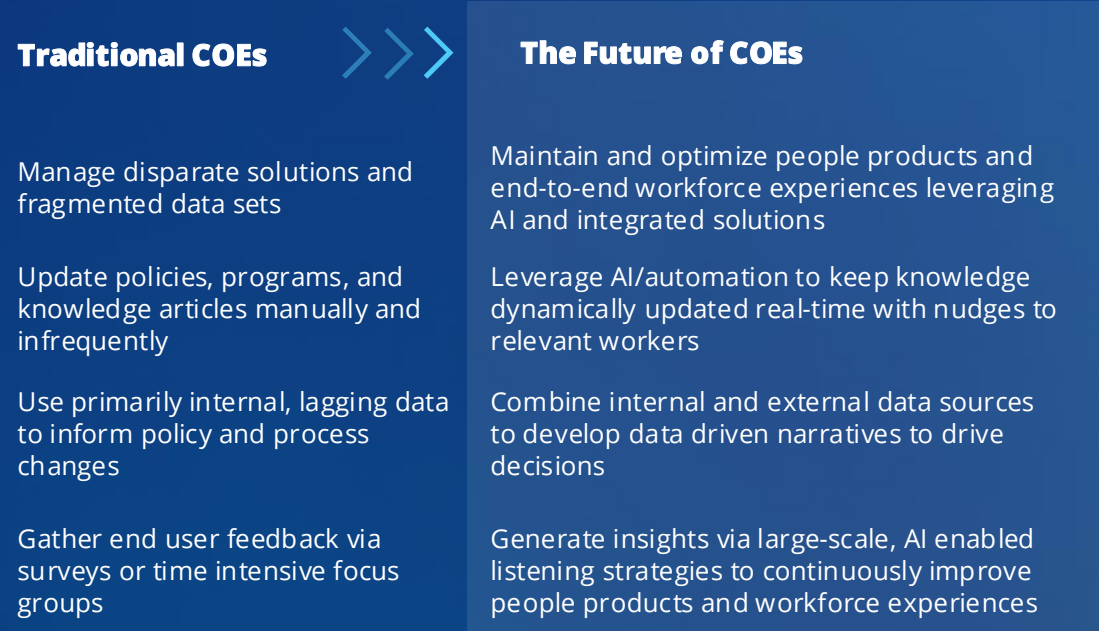 Traditional COEs
The Future of COEs
Manage disparate solutions and
fragmented data sets
Maintain and optimize people products and
end-to-end workforce experiences leveraging
AI and integrated solutions
Update policies, programs, and
knowledge articles manually and
infrequently
Leverage AI/automation to keep knowledge
dynamically updated real-time with nudges to
relevant workers
Use primarily internal, lagging data
to inform policy and process
changes
Combine internal and external data sources
to develop data driven narratives to drive
decisions
Gather end user feedback via
surveys or time intensive focus
groups
Generate insights via large-scale, AI enabled
listening strategies to continuously improve
people products and workforce experiences